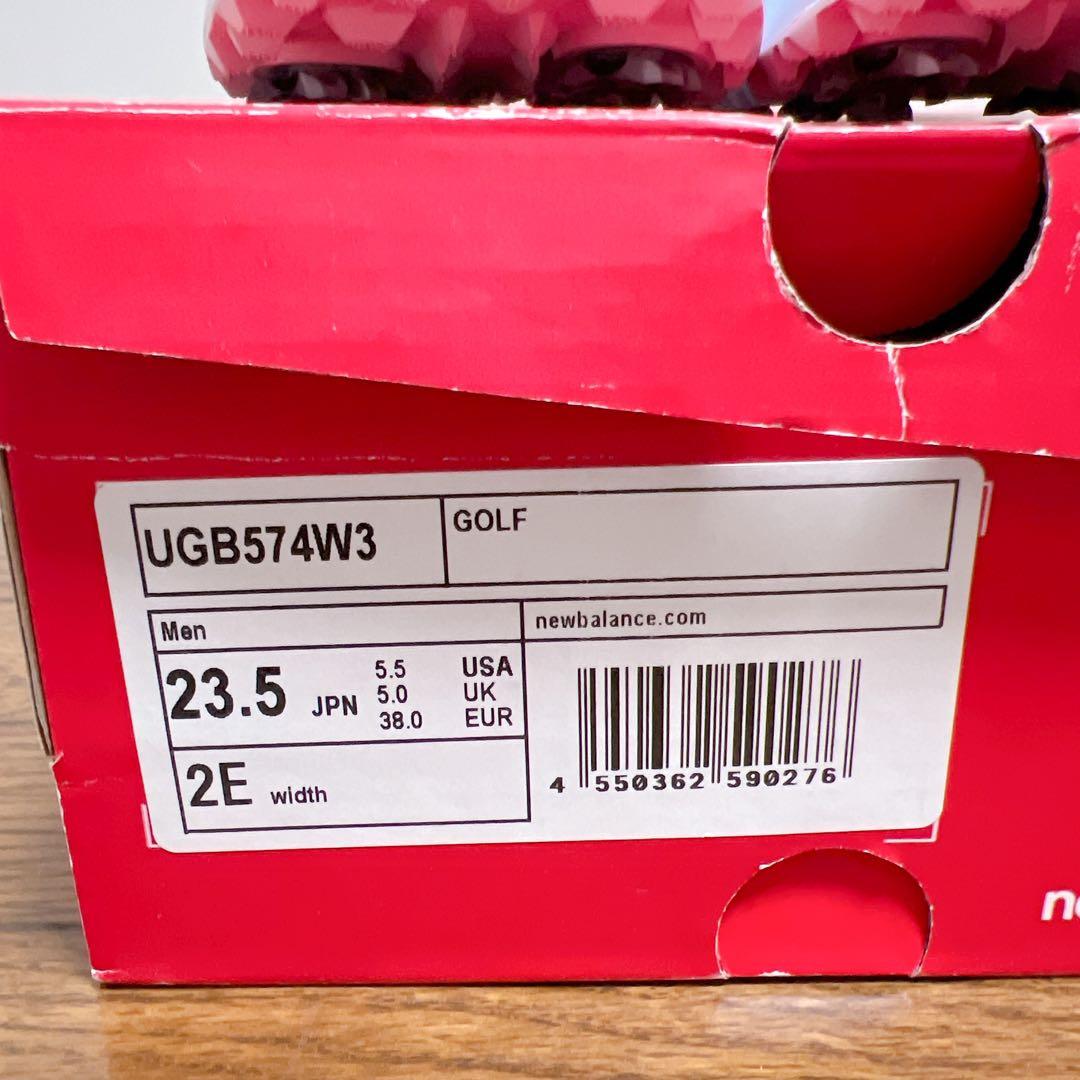 UGB574W3
GOLF
Men
newbalance.com
23.5 JPN
5.5 USA
5.0 UK
38.0 EUR
2E width
4 550362 590276